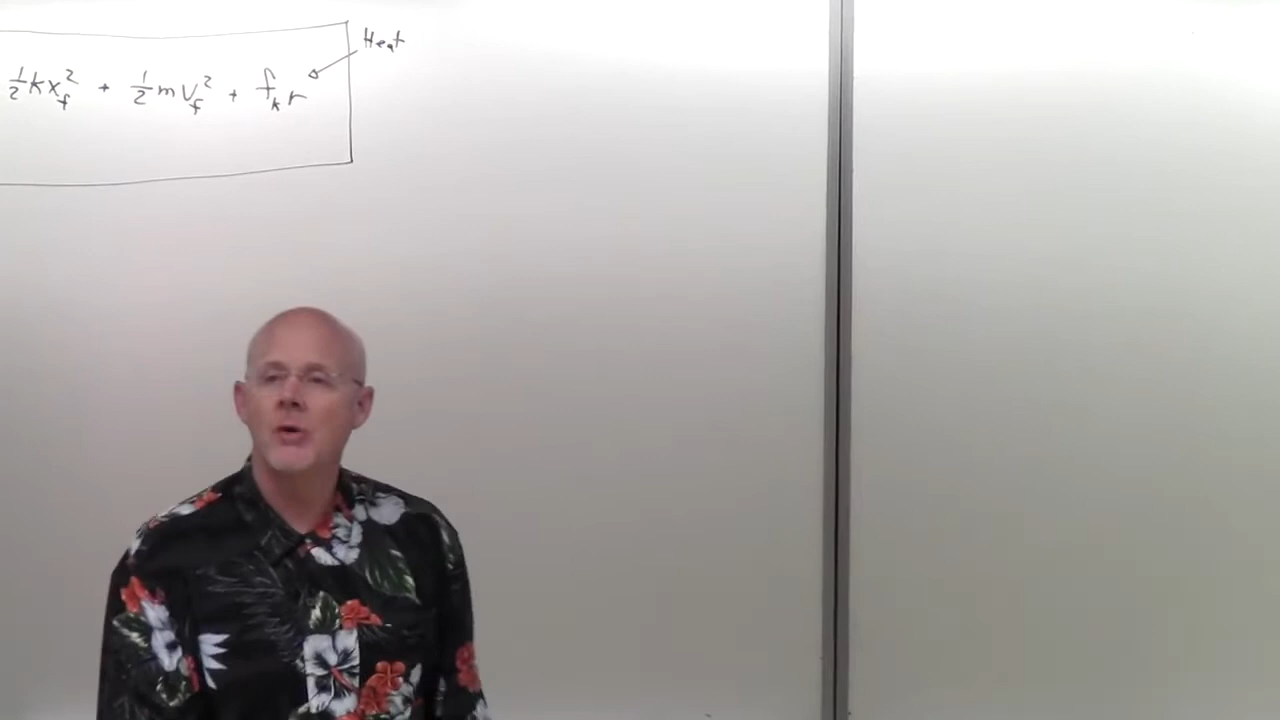 Heat
½kx_f² + ½mv_f² + f_k r